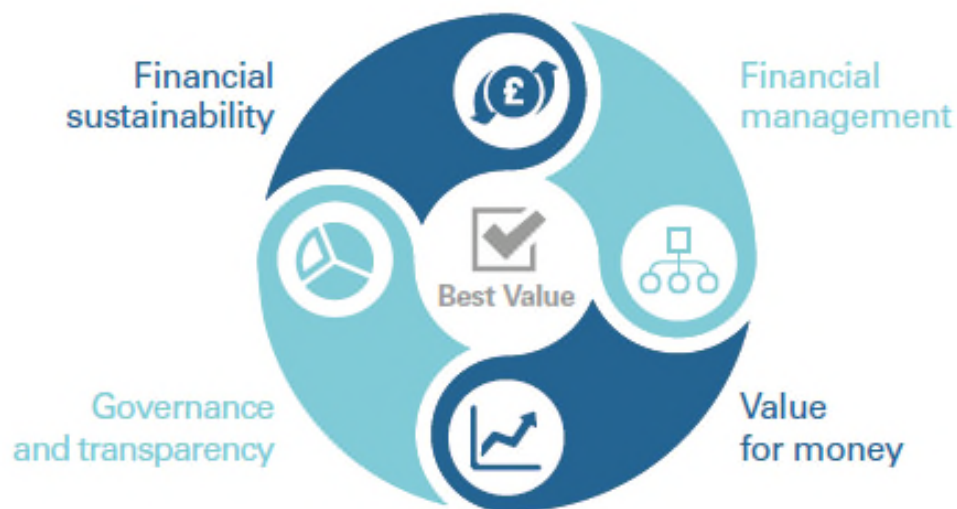 Financial
sustainability
Financial
management
£
Best Value
Governance
and transparency
Value
for money